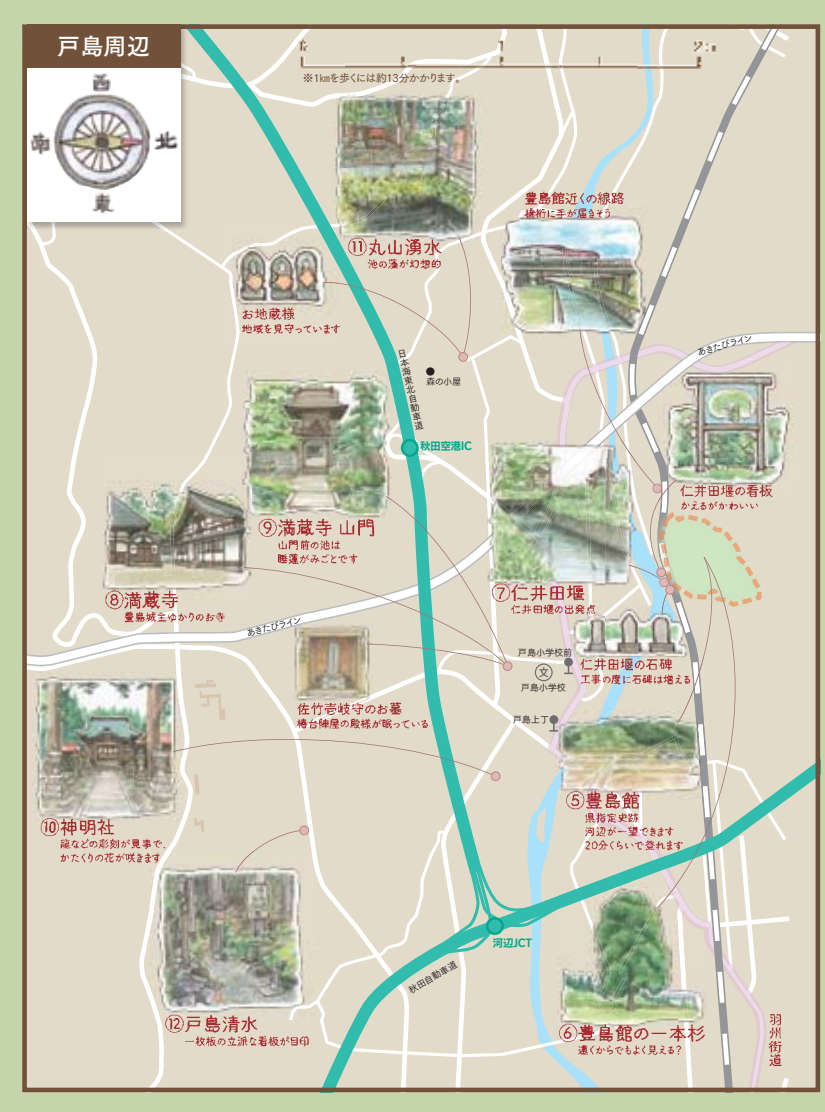 戸島周辺
西
南
北
東
0
1
2km
※1kmを歩くには約13分かかります。
⑪丸山湧水
池の藻が幻想的
豊島館近くの線路
橋桁に手が届きそう
お地蔵様
地域を見守っています
日本海東北自動車道
森の小屋
あきたびライン
秋田空港IC
仁井田堰の看板
かえるがかわいい
⑨満蔵寺 山門
山門前の池は
睡蓮がみごとです
⑧満蔵寺
豊島城主ゆかりのお寺
⑦仁井田堰
仁井田堰の出発点
あきたびライン
戸島小学校前
文
戸島小学校
仁井田堰の石碑
工事の度に石碑は増える
佐竹壱岐守のお墓
椿台陣屋の殿様が眠っている
戸島上丁
⑤豊島館
県指定史跡
河辺が一望できます
20分くらいで登れます
⑩神明社
龍などの彫刻が見事で、
かたくりの花が咲きます
河辺JCT
秋田自動車道
⑫戸島清水
一枚板の立派な看板が目印
⑥豊島館の一本杉
遠くからでもよく見える？
羽州街道